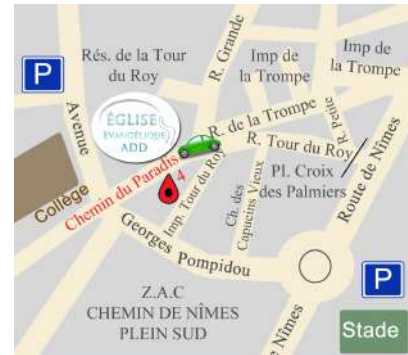 P
Rés. de la Tour
du Roy
R. Grande
Imp de
la Trompe
Imp de
la Trompe
Avenue
ÉGLISE
ÉVANGÉLIQUE
ADD
R. de la Trompe
R. Petite
R. Tour du Roy
Pl. Croix
des Palmiers
Collège
Chemin du Paradis
4
Imp. Tour du Roy
Ch. des
Capucins Vieux
Route de Nîmes
Georges Pompidou
P
Z.A.C
CHEMIN DE NÎMES
PLEIN SUD
Stade
Nîmes